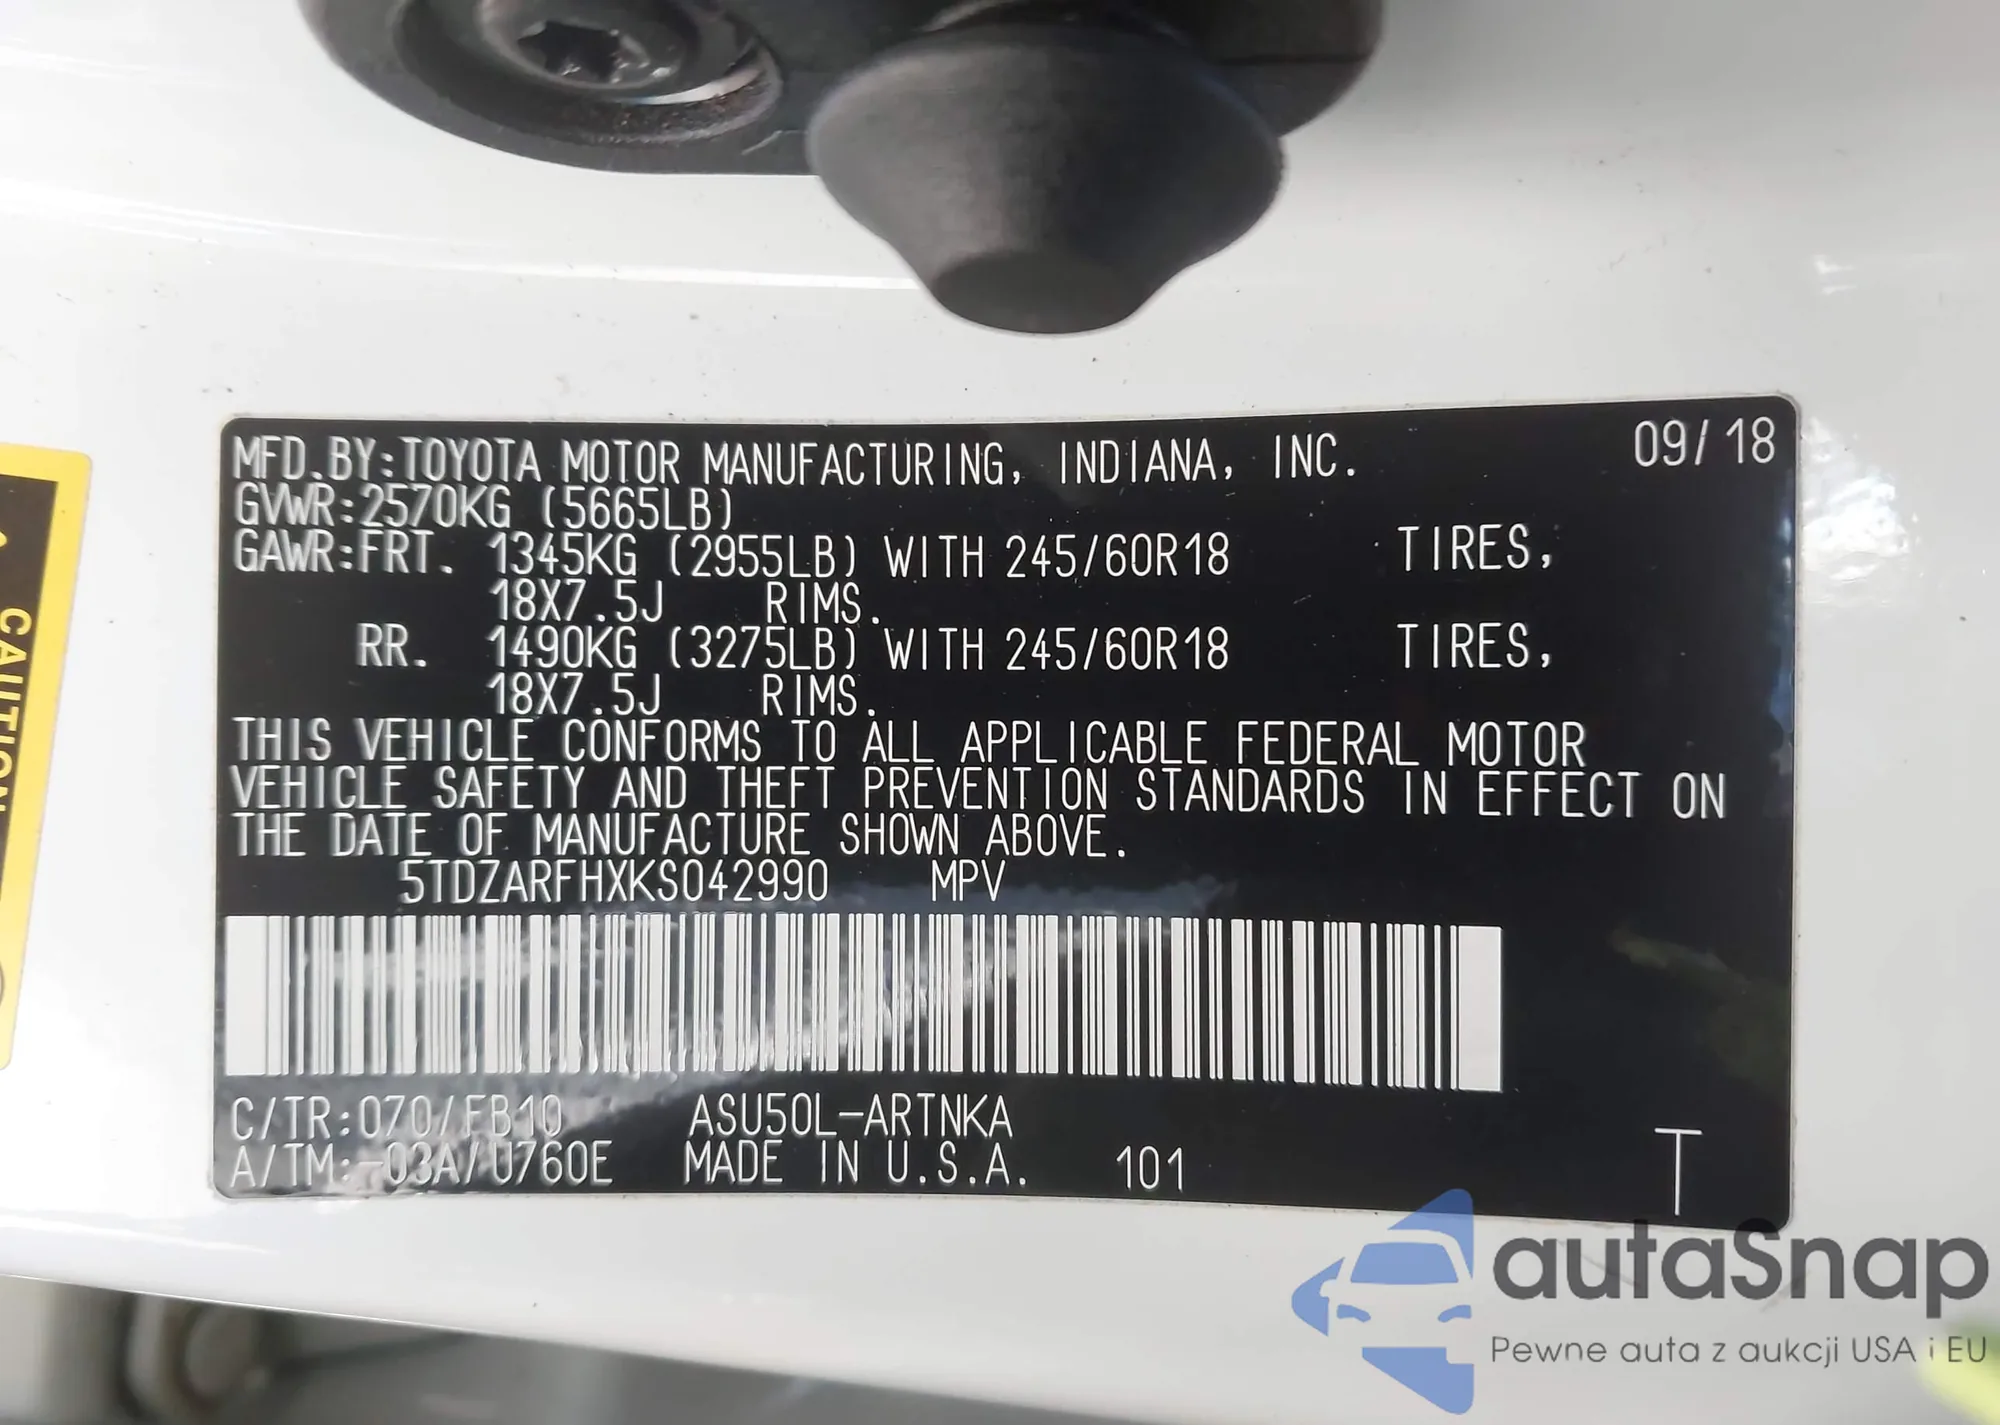 MFD.BY:TOYOTA MOTOR MANUFACTURING, INDIANA, INC. 09/18
GVWR:2570KG (5665LB)
GAWR:FRT. 1345KG (2955LB) WITH 245/60R18 TIRES,
18X7.5J RIMS.
RR. 1490KG (3275LB) WITH 245/60R18 TIRES,
18X7.5J RIMS.
THIS VEHICLE CONFORMS TO ALL APPLICABLE FEDERAL MOTOR
VEHICLE SAFETY AND THEFT PREVENTION STANDARDS IN EFFECT ON
THE DATE OF MANUFACTURE SHOWN ABOVE.
5TDZARFHXKS042990 MPV
C/TR:070/FB10 ASU50L-ARTNKA
A/TM:-03A/U760E MADE IN U.S.A. 101 T
CAUTION
autaSnap
Pewne auta z aukcji USA i EU